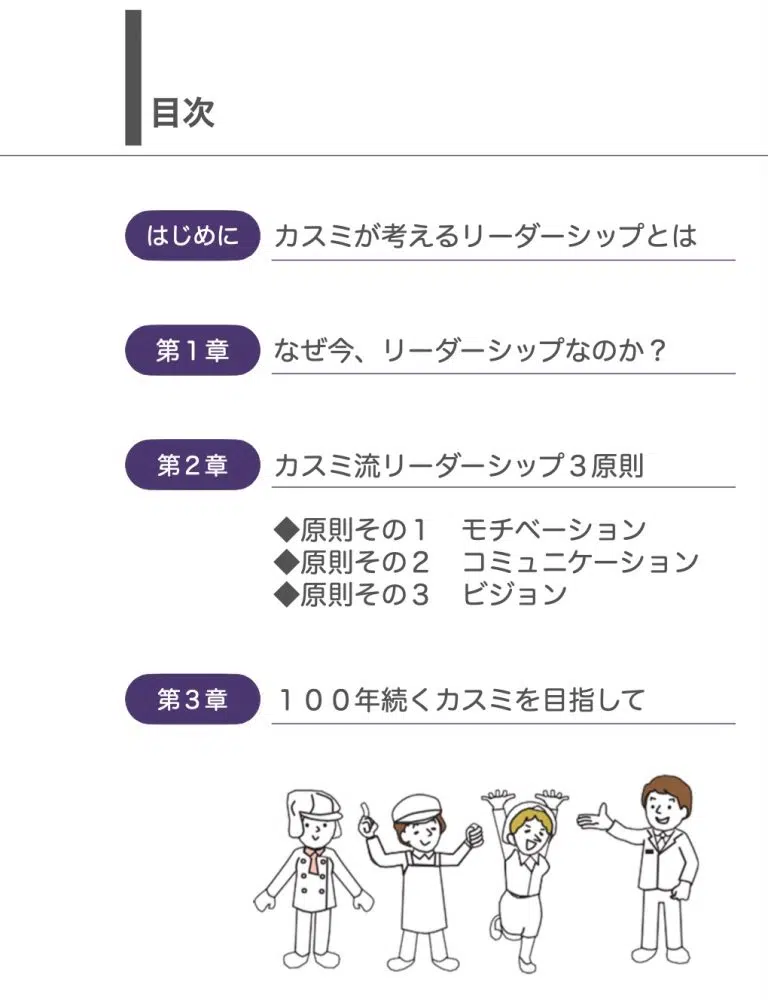 目次
はじめに カスミが考えるリーダーシップとは
第１章 なぜ今、リーダーシップなのか？
第２章 カスミ流リーダーシップ３原則
◆原則その１　モチベーション
◆原則その２　コミュニケーション
◆原則その３　ビジョン
第３章 １００年続くカスミを目指して